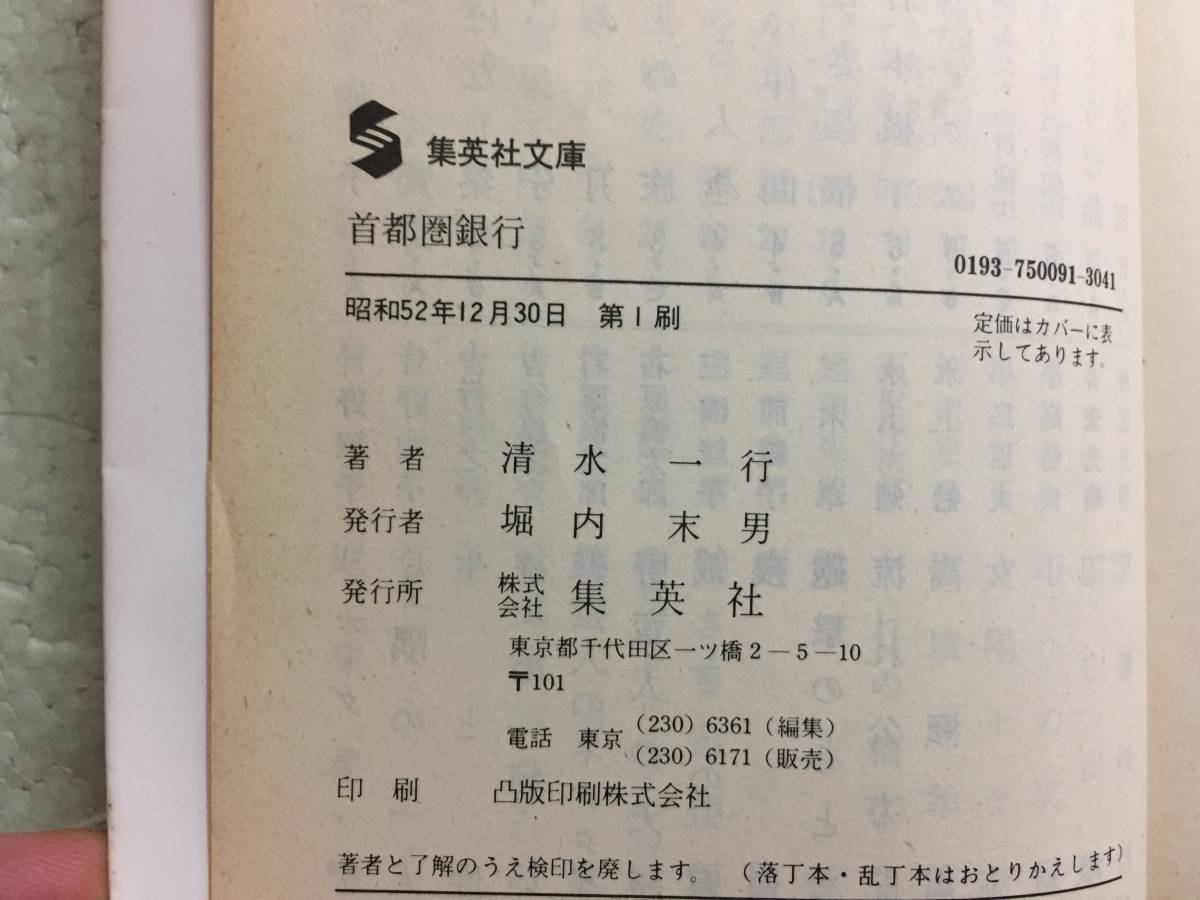 集英社文庫
首都圏銀行
0193-750091-3041
昭和52年12月30日 第1刷
定価はカバーに表
示してあります。
著者 清水一行
発行者 堀内末男
発行所 株式会社 集英社
東京都千代田区一ツ橋2-5-10
〒101
電話 東京 (230) 6361 (編集)
(230) 6171 (販売)
印刷 凸版印刷株式会社
著者と了解のうえ検印を廃します。 (落丁本・乱丁本はおとりかえします)